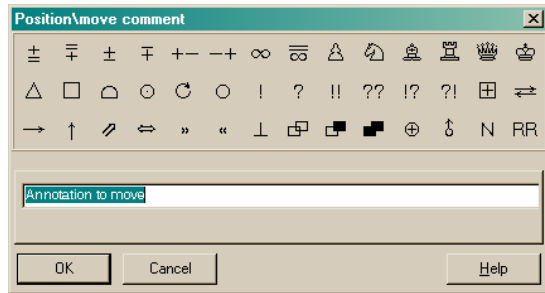 Position\move comment
⩲ ⩱ ± ∓ +− −+ ∞ ♙ ♘ ♗ ♖ ♕ ♔
△ □ ⌓ ⊙ ↻ ○ ! ? !! ?? !? ?! ⊞ ⇄
→ ↑ ⇗ ⇔ » « ⊥ ⊕ N RR
Annotation to move
OK Cancel Help